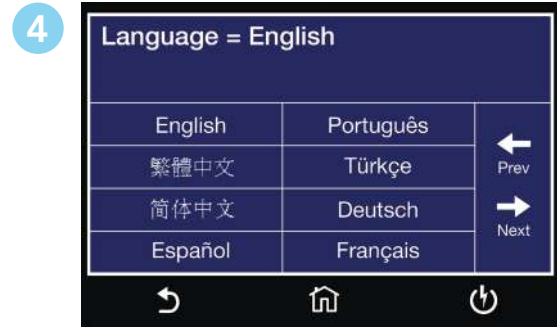 4
Language = English
English
Português
繁體中文
Türkçe
简体中文
Deutsch
Español
Français
Prev
Next